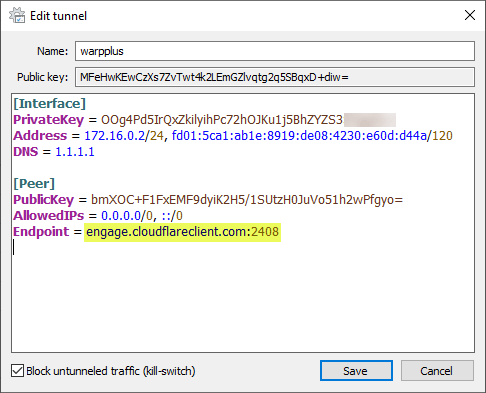 Edit tunnel
Name: warpplus
Public key: MFeHwKEwCzXs7ZvTwt4k2LEmGZlvqtg2q5SBqxD+diw=
[Interface]
PrivateKey = OOg4Pd5IrQxZkilyihPc72hOJKu1j5BhZYZS3
Address = 172.16.0.2/24, fd01:5ca1:ab1e:8919:de08:4230:e60d:d44a/120
DNS = 1.1.1.1
[Peer]
PublicKey = bmXOC+F1FxEMF9dyiK2H5/1SUtzH0JuVo51h2wPfgyo=
AllowedIPs = 0.0.0.0/0, ::/0
Endpoint = engage.cloudflareclient.com:2408
Block untunneled traffic (kill-switch)
Save
Cancel